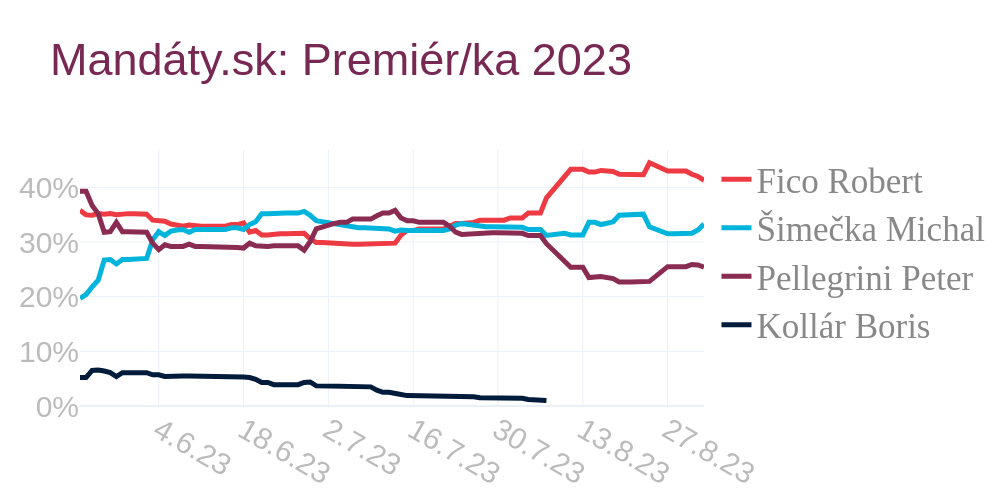 Mandáty.sk: Premiér/ka 2023
40%
30%
20%
10%
0%
4.6.23
18.6.23
2.7.23
16.7.23
30.7.23
13.8.23
27.8.23
Fico Robert
Šimečka Michal
Pellegrini Peter
Kollár Boris